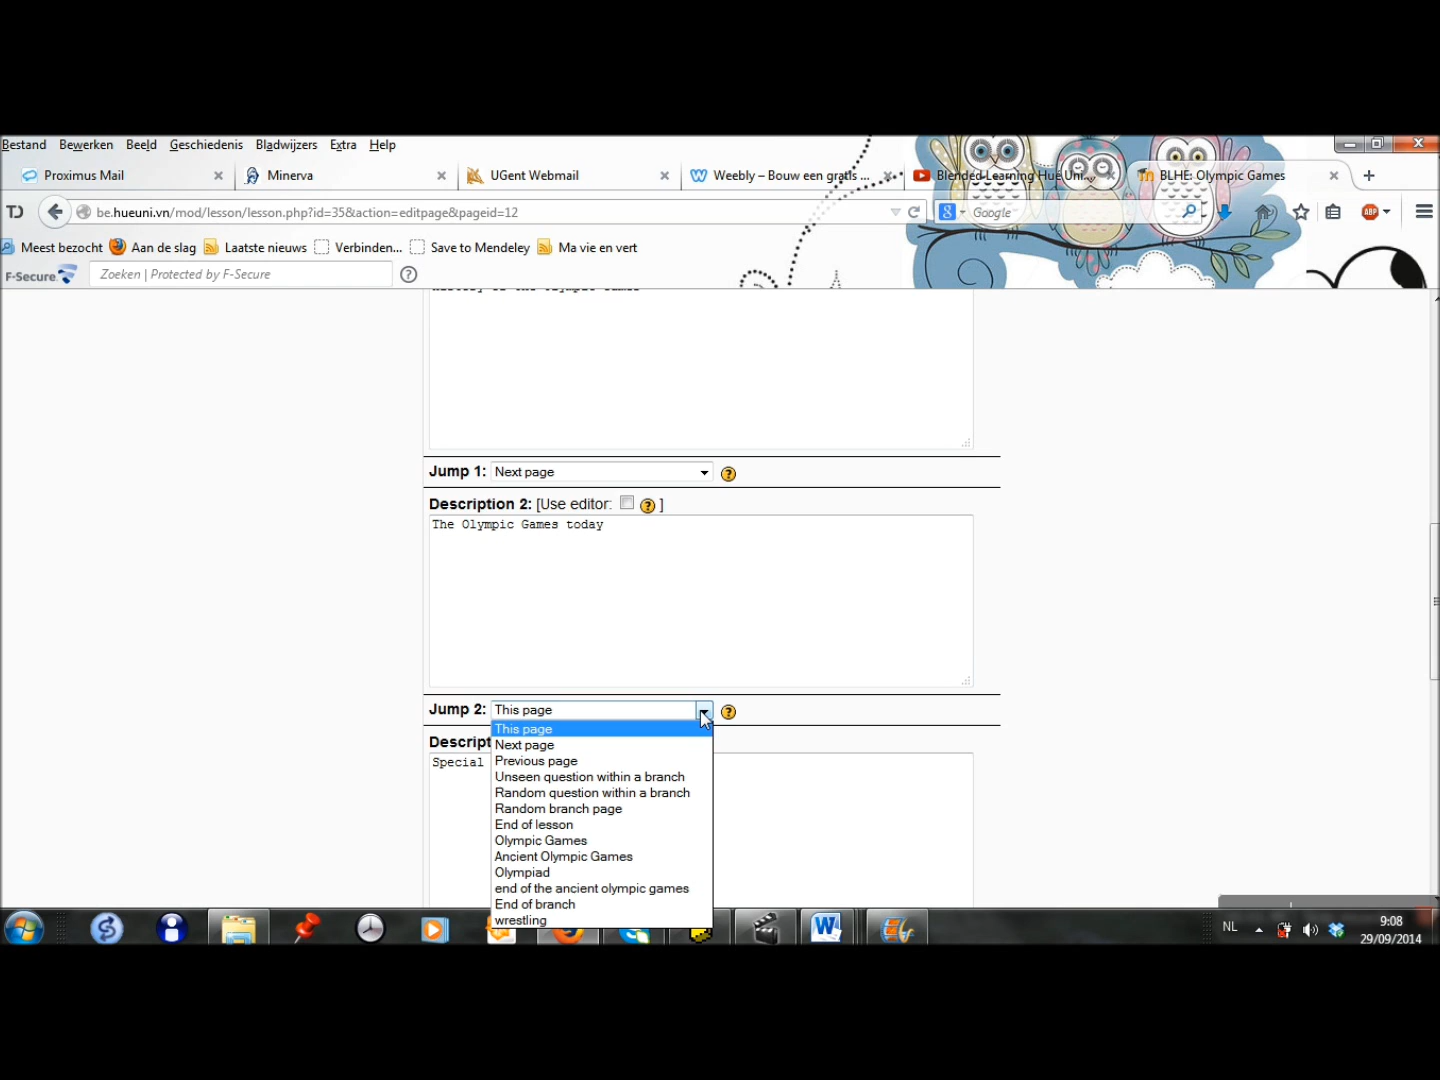 Bestand Bewerken Beeld Geschiedenis Bladwijzers Extra Help
Proximus Mail Minerva UGent Webmail Weebly – Bouw een gratis ... Blended Learning Hue Uni... BLHE: Olympic Games
be.hueuni.vn/mod/lesson/lesson.php?id=35&action=editpage&pageid=12 Google ABP
Meest bezocht Aan de slag Laatste nieuws Verbinden... Save to Mendeley Ma vie en vert
F-Secure Zoeken | Protected by F-Secure
Jump 1: Next page
Description 2: [Use editor: ]
The Olympic Games today
Jump 2: This page
This page
Descript
Next page
Special
Previous page
Unseen question within a branch
Random question within a branch
Random branch page
End of lesson
Olympic Games
Ancient Olympic Games
Olympiad
end of the ancient olympic games
End of branch
wrestling
NL 9:08
29/09/2014